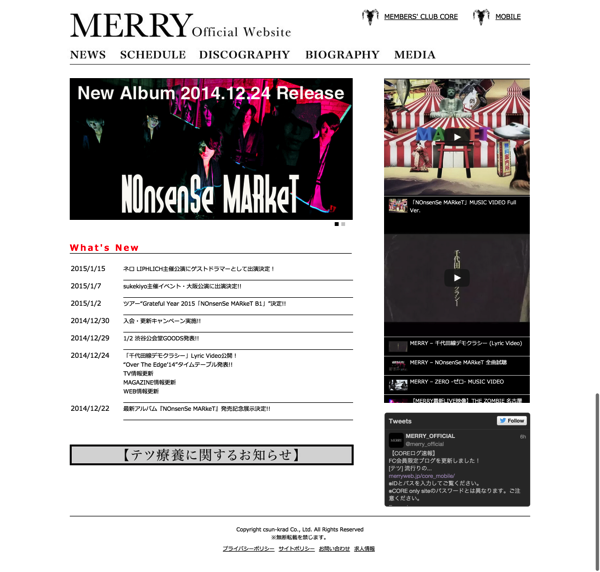 MERRY Official Website
MEMBERS' CLUB CORE
MOBILE
NEWS SCHEDULE DISCOGRAPHY BIOGRAPHY MEDIA
New Album 2014.12.24 Release
NOnsenSe MARkeT
What's New
2015/1/15 ネロ LIPHLICH主催公演にゲストドラマーとして出演決定！
2015/1/7 sukekiyo主催イベント・大阪公演に出演決定!!
2015/1/2 ツアー“Grateful Year 2015「NOnsenSe MARKeT B1」”決定!!
2014/12/30 入会・更新キャンペーン実施!!
2014/12/29 1/2 渋谷公会堂GOODS発表!!
2014/12/24 「千代田線デモクラシー」Lyric Video公開！
“Over The Edge'14”タイムテーブル発表!!
TV情報更新
MAGAZINE情報更新
WEB情報更新
2014/12/22 最新アルバム『NOnsenSe MARKeT』発売記念展示決定!!
【テツ療養に関するお知らせ】
MARKET
「NOnsenSe MARKeT」MUSIC VIDEO Full
Ver.
MERRY – 千代田線デモクラシー (Lyric Video)
MERRY – NOnsenSe MARKeT 全曲試聴
MERRY – ZERO -ゼロ- MUSIC VIDEO
【MERRY最新LIVE映像】THE ZOMBIE 名古屋
Tweets
Follow
MERRY_OFFICIAL 8h
@merry_official
【COREログ速報】
FC会員限定ブログを更新しました！
[テツ] 流行りの...
merryweb.jp/core_mobile/
※IDとパスを入力してご覧ください。
※CORE only siteのパスワードとは異なります。ご注
意ください。
Copyright csun-krad Co., Ltd. All Rights Reserved
※無断転載を禁じます。
プライバシーポリシー サイトポリシー お問い合わせ 求人情報